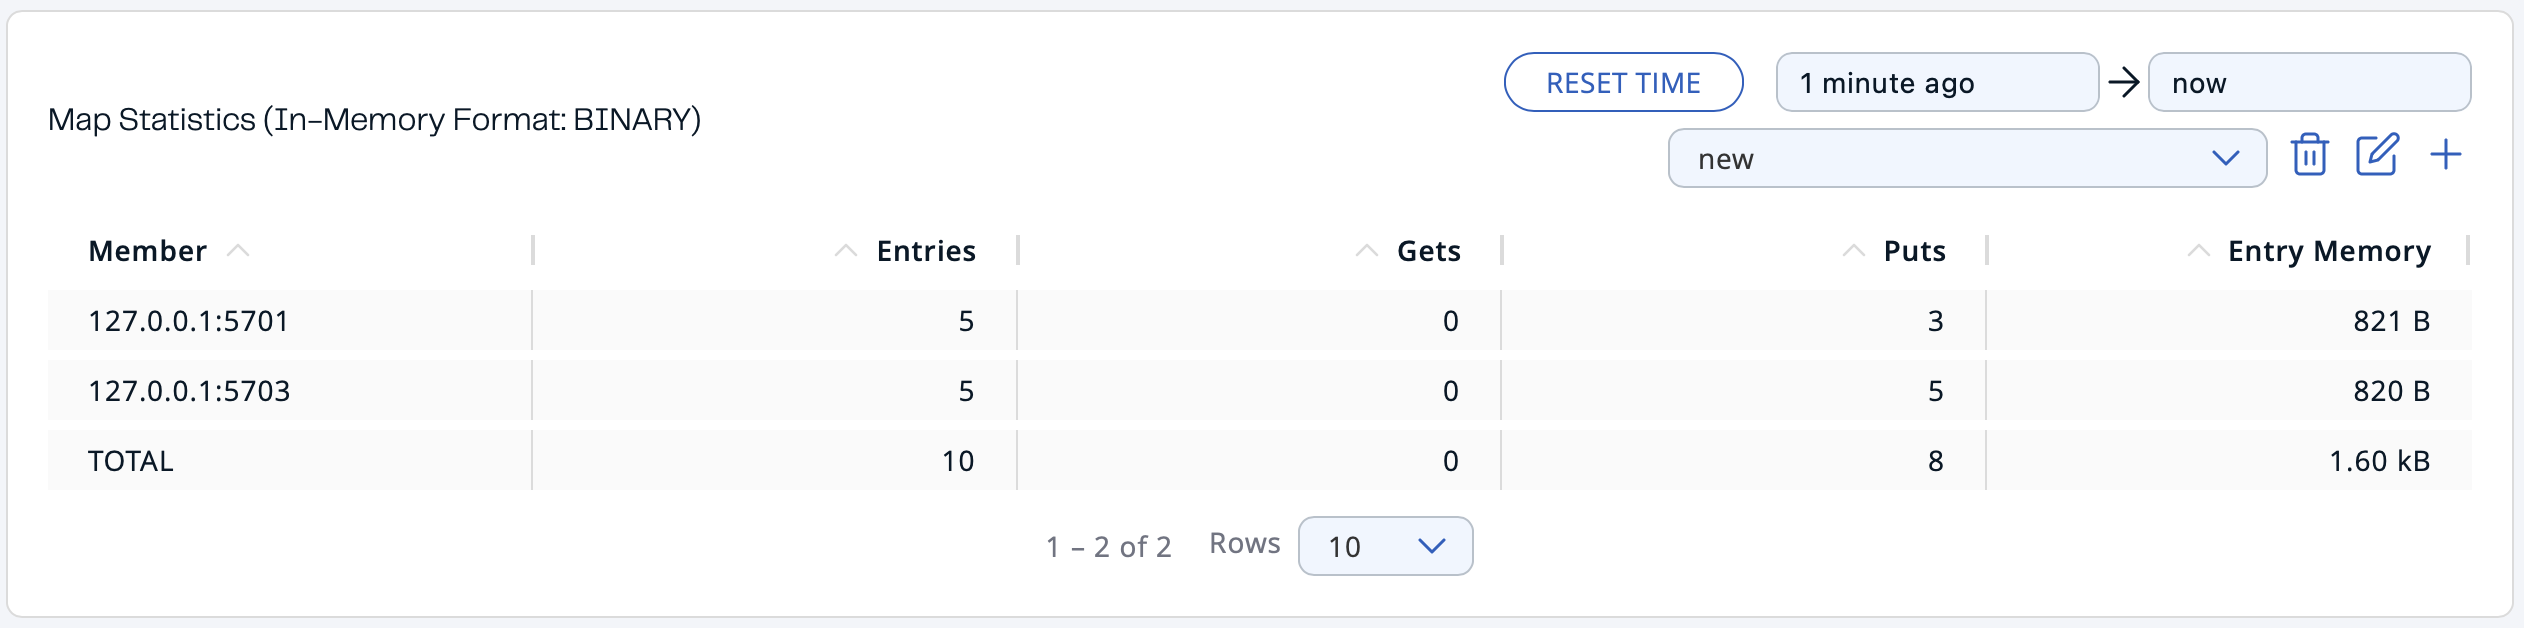 RESET TIME 1 minute ago → now
Map Statistics (In-Memory Format: BINARY)
new
Member Entries Gets Puts Entry Memory
127.0.0.1:5701 5 0 3 821 B
127.0.0.1:5703 5 0 5 820 B
TOTAL 10 0 8 1.60 kB
1 – 2 of 2 Rows 10